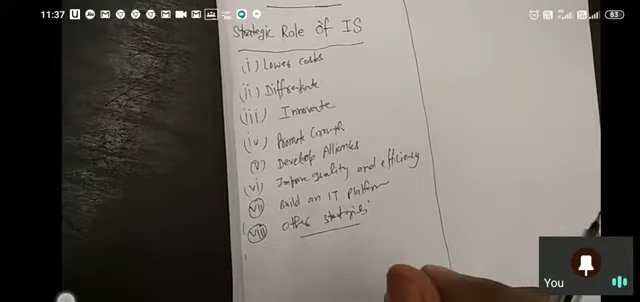 11:37
83
Strategic Role of IS
(i) Lower costs
(ii) Differentiate
(iii) Innovate
(iv) Promote Growth
(v) Develop Alliances
(vi) Improve quality and efficiency
(vii) Build an IT platform
(viii) Other strategies
You